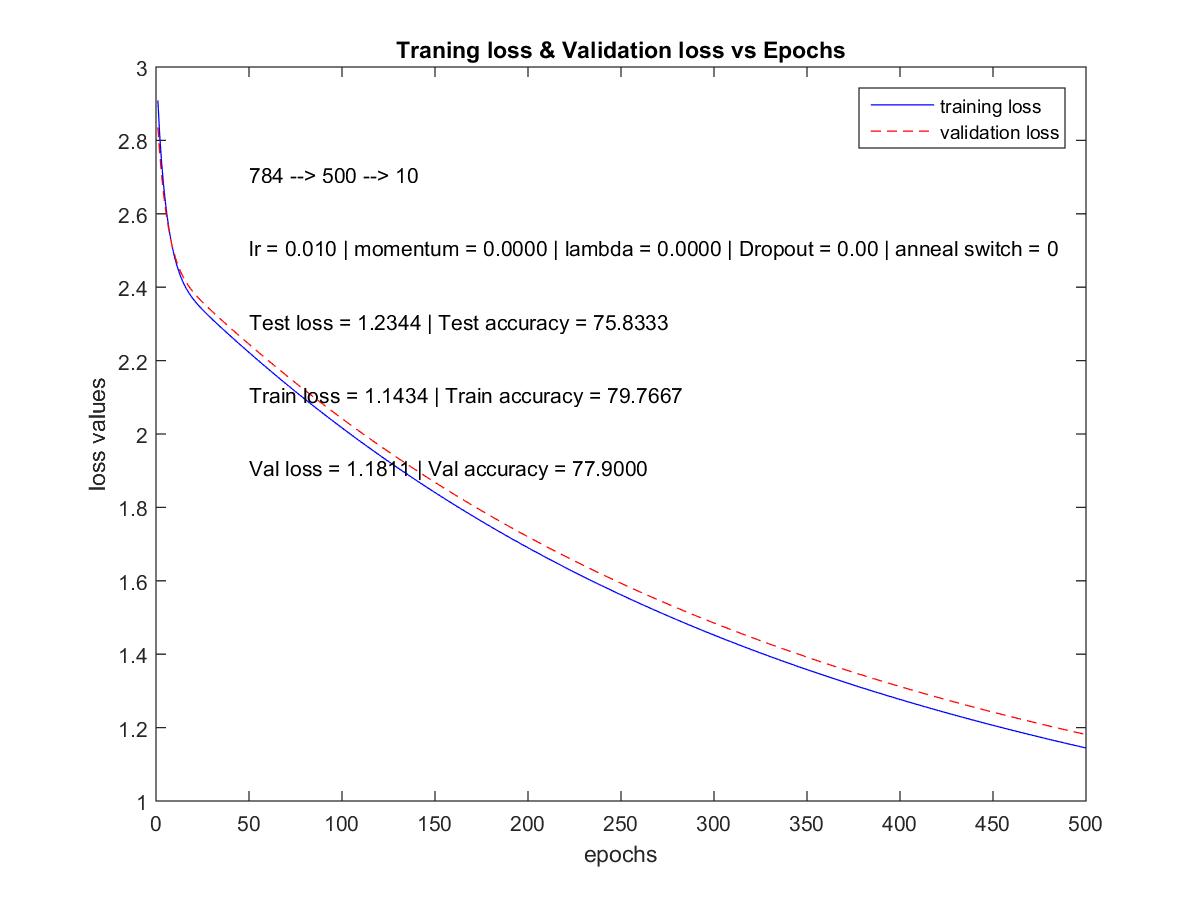 Traning loss & Validation loss vs Epochs
3
2.8
2.6
2.4
2.2
2
1.8
1.6
1.4
1.2
1
loss values
training loss
validation loss
784 --> 500 --> 10
lr = 0.010 | momentum = 0.0000 | lambda = 0.0000 | Dropout = 0.00 | anneal switch = 0
Test loss = 1.2344 | Test accuracy = 75.8333
Train loss = 1.1434 | Train accuracy = 79.7667
Val loss = 1.1811 | Val accuracy = 77.9000
0 50 100 150 200 250 300 350 400 450 500
epochs